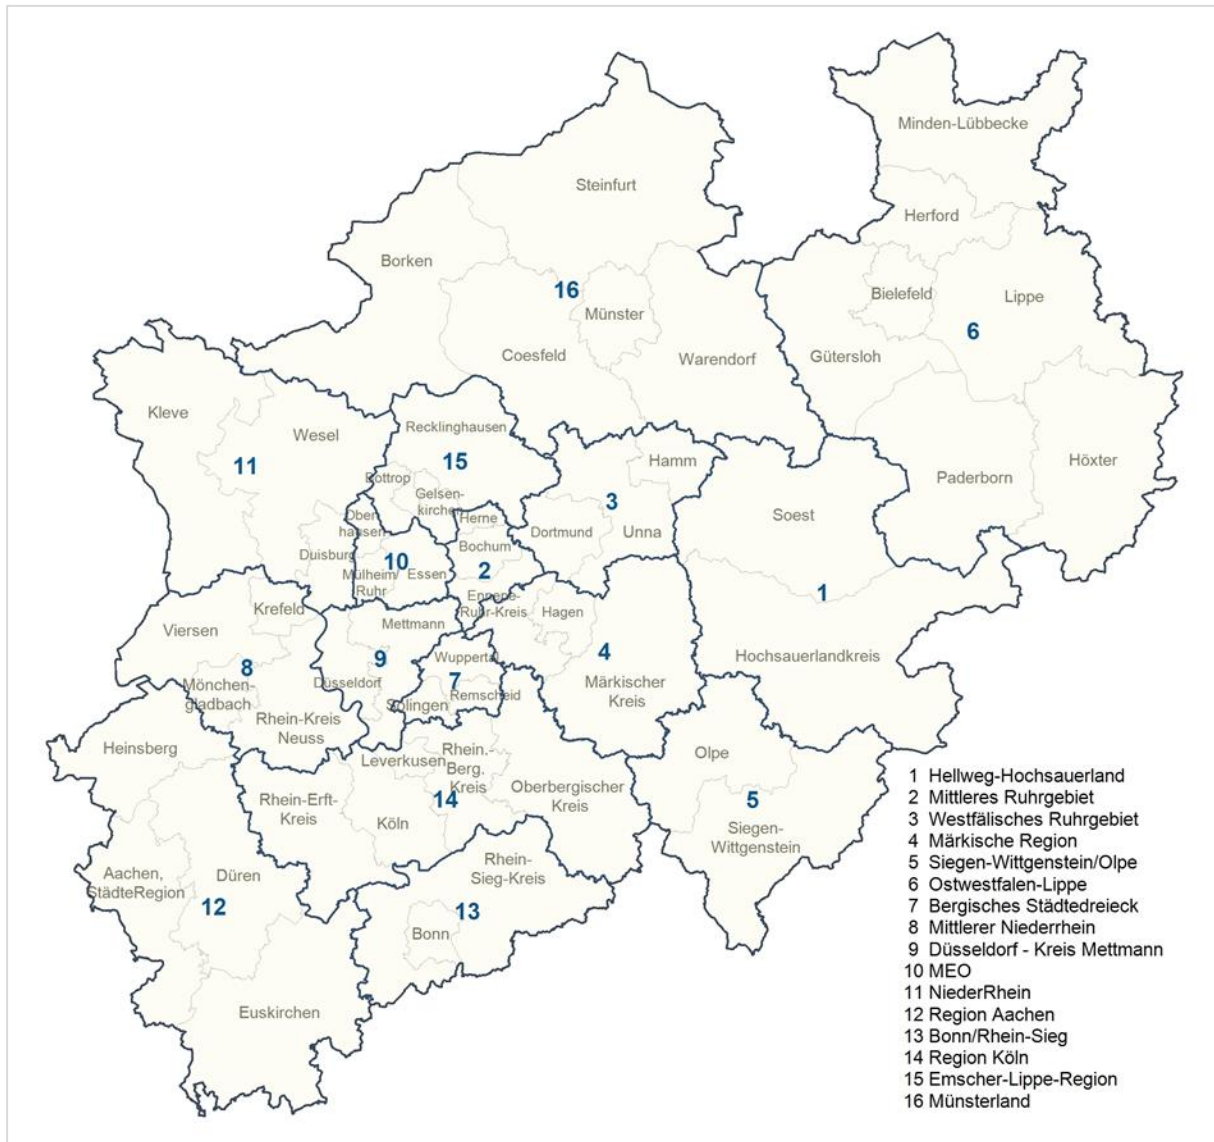 Minden-Lübbecke
Steinfurt
Herford
Borken
16
Münster
Bielefeld
Lippe
6
Coesfeld
Warendorf
Gütersloh
Kleve
Wesel
11
Recklinghausen
15
Bottrop
Gelsen-
kirchen
Hamm
3
Dortmund
Unna
Soest
Paderborn
Höxter
Ober-
hausen
Herne
Bochum
2
Duisburg
10
Mülheim/
Ruhr
Essen
Ennepe-
Ruhr-Kreis
Hagen
1
Hochsauerlandkreis
Krefeld
Viersen
8
Mönchen-
gladbach
Rhein-Kreis
Neuss
Mettmann
9
Düsseldorf
Wuppertal
7
Solingen
Remscheid
4
Märkischer
Kreis
Heinsberg
Leverkusen
Rhein.-
Berg.
Kreis
Oberbergischer
Kreis
Rhein-Erft-
Kreis
Köln
14
Olpe
5
Siegen-
Wittgenstein
Aachen,
StädteRegion
Düren
12
Rhein-
Sieg-Kreis
13
Bonn
Euskirchen
1 Hellweg-Hochsauerland
2 Mittleres Ruhrgebiet
3 Westfälisches Ruhrgebiet
4 Märkische Region
5 Siegen-Wittgenstein/Olpe
6 Ostwestfalen-Lippe
7 Bergisches Städtedreieck
8 Mittlerer Niederrhein
9 Düsseldorf - Kreis Mettmann
10 MEO
11 NiederRhein
12 Region Aachen
13 Bonn/Rhein-Sieg
14 Region Köln
15 Emscher-Lippe-Region
16 Münsterland